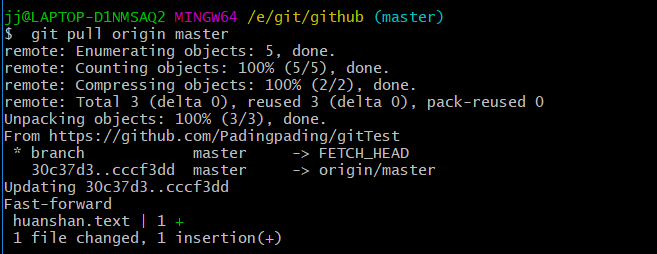 jj@LAPTOP-D1NMSAQ2 MINGW64 /e/git/github (master)
$  git pull origin master
remote: Enumerating objects: 5, done.
remote: Counting objects: 100% (5/5), done.
remote: Compressing objects: 100% (2/2), done.
remote: Total 3 (delta 0), reused 3 (delta 0), pack-reused 0
Unpacking objects: 100% (3/3), done.
From https://github.com/Padingpading/gitTest
 * branch            master     -> FETCH_HEAD
   30c37d3..cccf3dd  master     -> origin/master
Updating 30c37d3..cccf3dd
Fast-forward
 huanshan.text | 1 +
 1 file changed, 1 insertion(+)